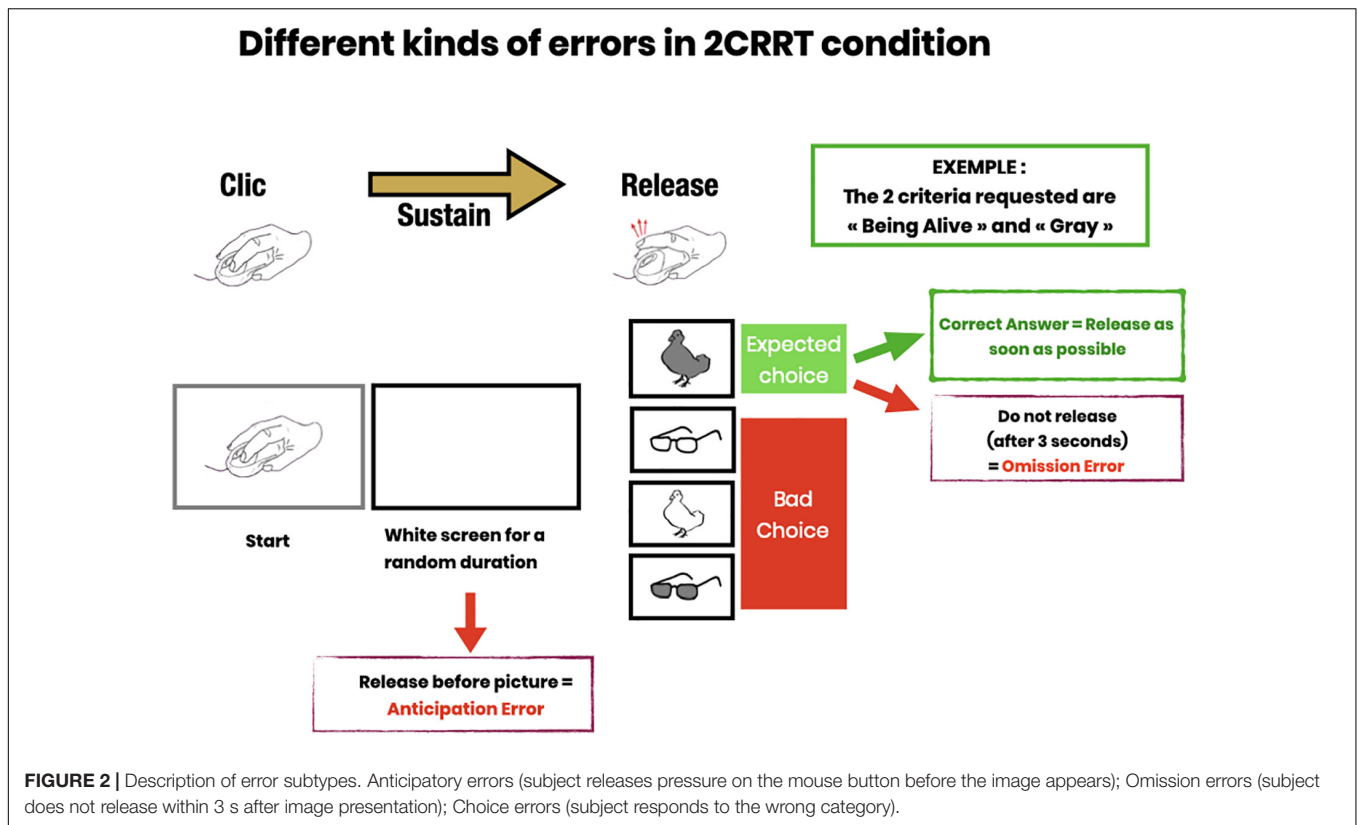 Different kinds of errors in 2CRRT condition
Clic
Sustain
Release
EXEMPLE :
The 2 criteria requested are
« Being Alive » and « Gray »
Expected
choice
Correct Answer = Release as
soon as possible
Do not release
(after 3 seconds)
= Omission Error
Bad
Choice
Start
White screen for a
random duration
Release before picture =
Anticipation Error
FIGURE 2 | Description of error subtypes. Anticipatory errors (subject releases pressure on the mouse button before the image appears); Omission errors (subject
does not release within 3 s after image presentation); Choice errors (subject responds to the wrong category).